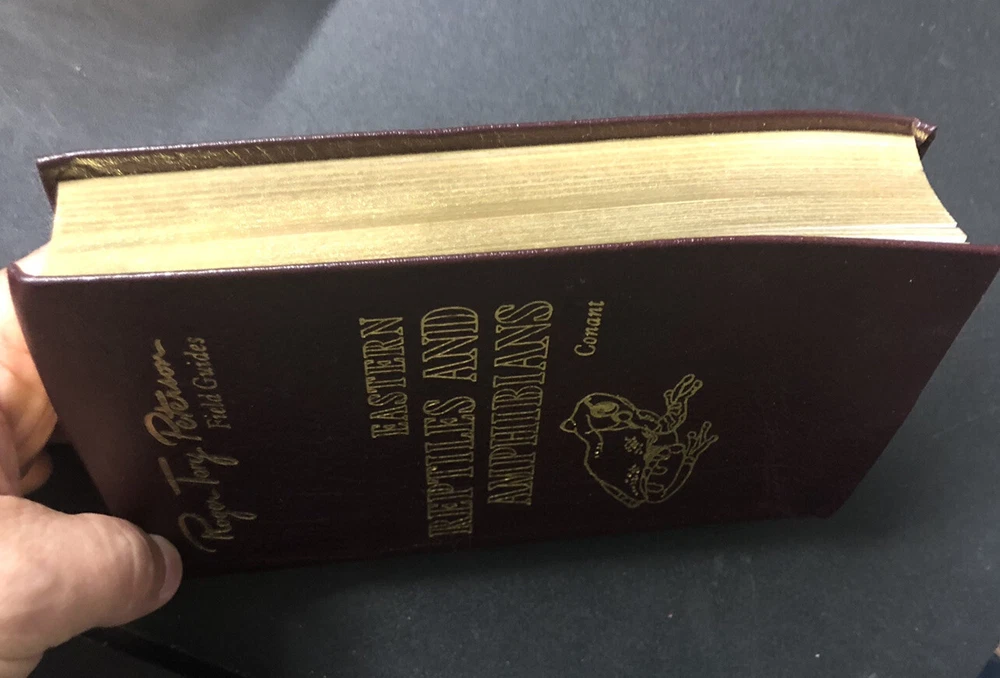 Roger Tory Peterson
Field Guides
EASTERN
REPTILES AND
AMPHIBIANS
Conant